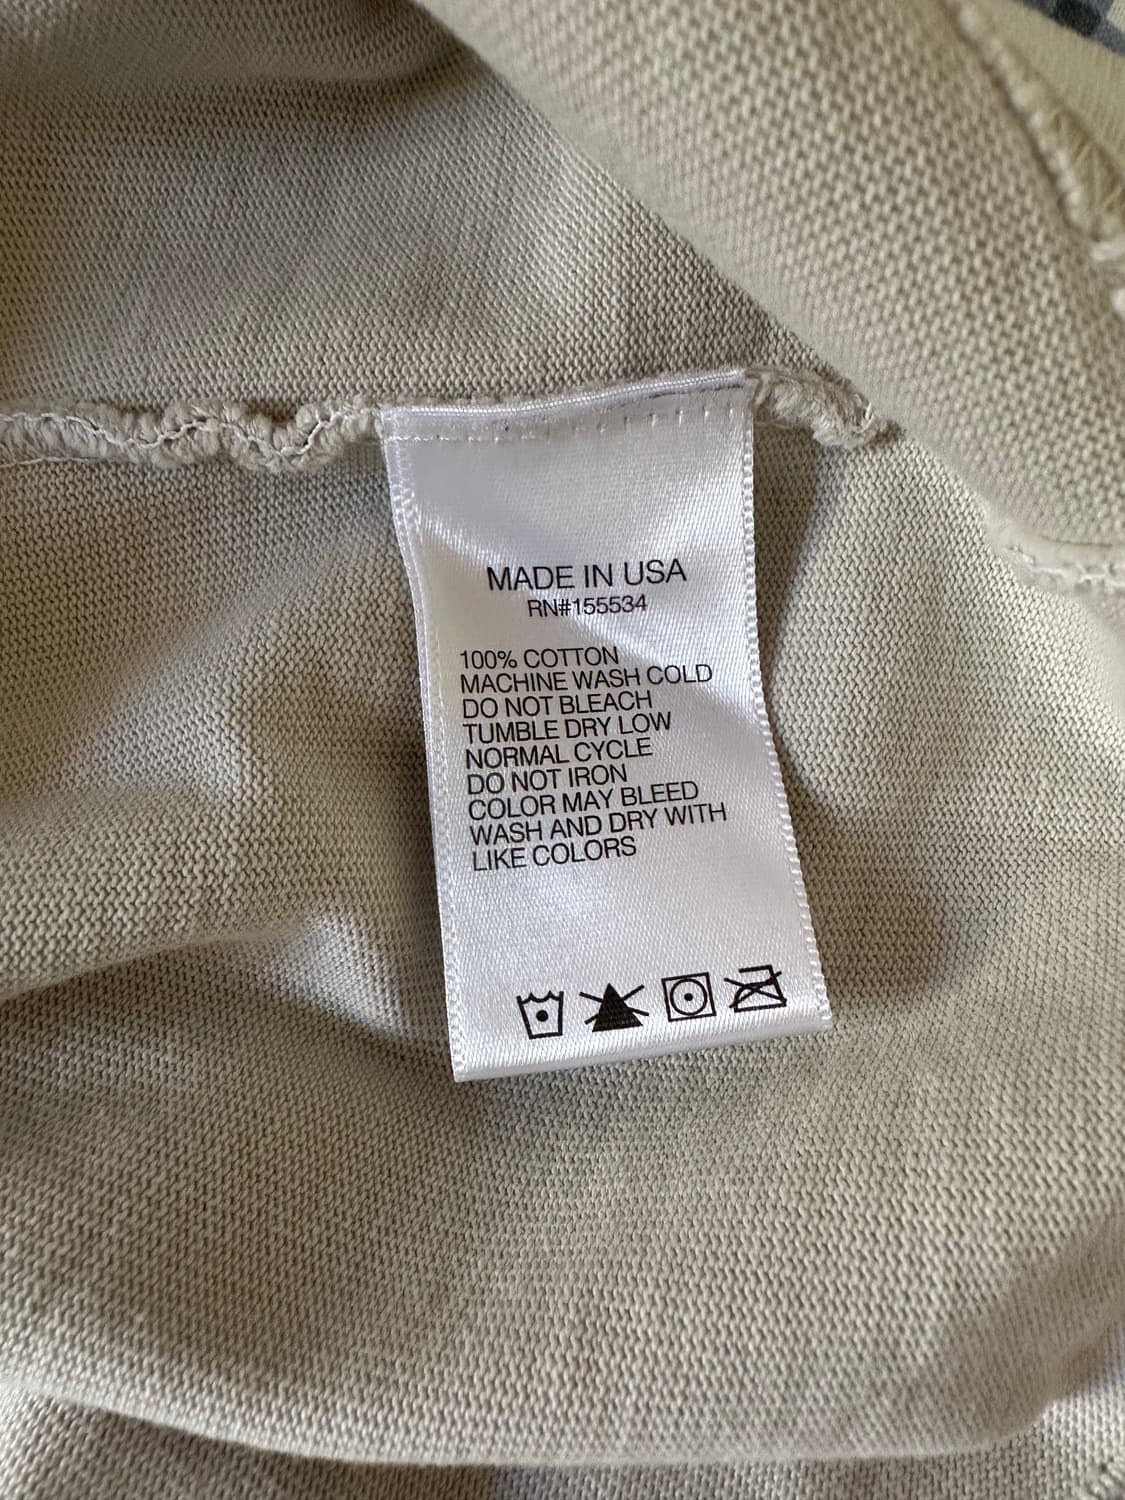 MADE IN USA
RN#155534
100% COTTON
MACHINE WASH COLD
DO NOT BLEACH
TUMBLE DRY LOW
NORMAL CYCLE
DO NOT IRON
COLOR MAY BLEED
WASH AND DRY WITH
LIKE COLORS